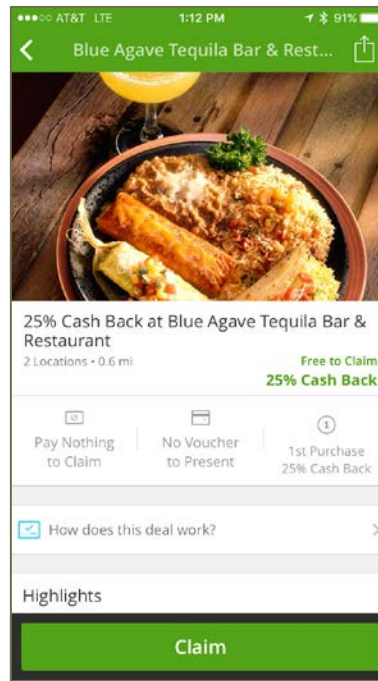 AT&T LTE 1:12 PM 91%
Blue Agave Tequila Bar & Rest...
25% Cash Back at Blue Agave Tequila Bar &
Restaurant
2 Locations • 0.6 mi
Free to Claim
25% Cash Back
Pay Nothing
to Claim
No Voucher
to Present
1
1st Purchase
25% Cash Back
How does this deal work?
Highlights
Claim